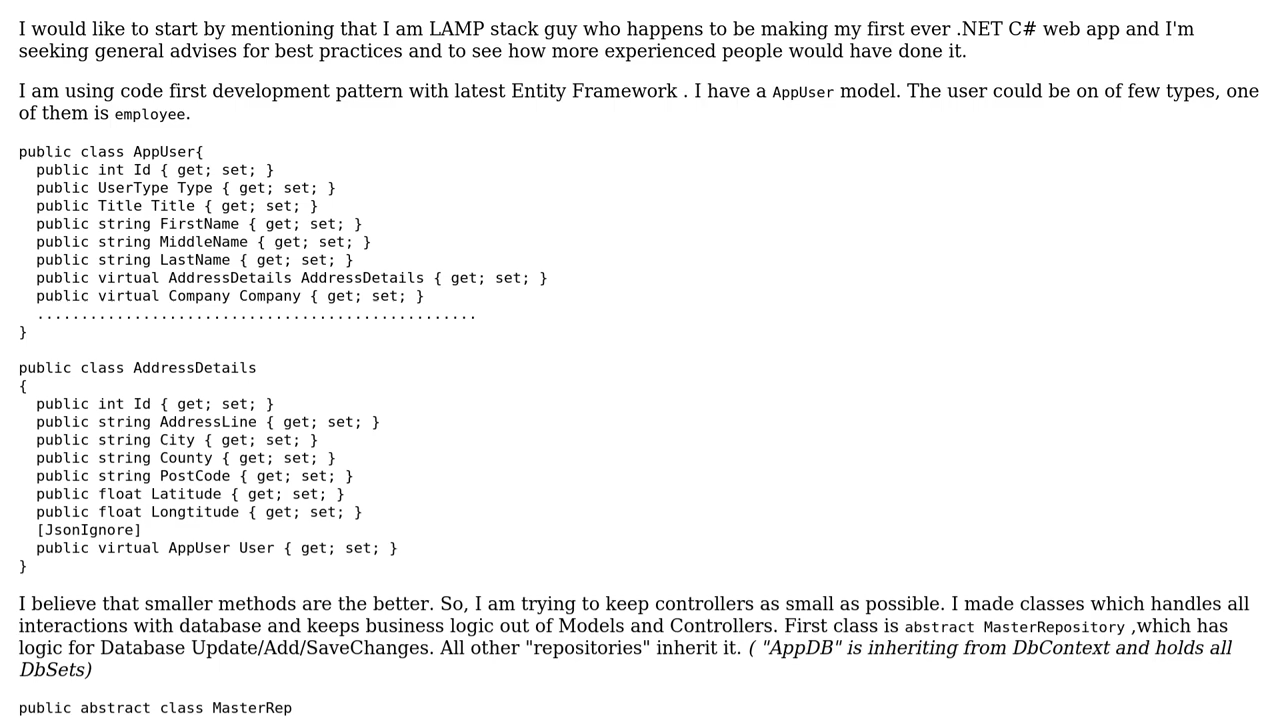 I would like to start by mentioning that I am LAMP stack guy who happens to be making my first ever .NET C# web app and I'm
seeking general advises for best practices and to see how more experienced people would have done it.
I am using code first development pattern with latest Entity Framework . I have a AppUser model. The user could be on of few types, one
of them is employee.
public class AppUser{
  public int Id { get; set; }
  public UserType Type { get; set; }
  public Title Title { get; set; }
  public string FirstName { get; set; }
  public string MiddleName { get; set; }
  public string LastName { get; set; }
  public virtual AddressDetails AddressDetails { get; set; }
  public virtual Company Company { get; set; }
  ..................................................
}
public class AddressDetails
{
  public int Id { get; set; }
  public string AddressLine { get; set; }
  public string City { get; set; }
  public string County { get; set; }
  public string PostCode { get; set; }
  public float Latitude { get; set; }
  public float Longtitude { get; set; }
  [JsonIgnore]
  public virtual AppUser User { get; set; }
}
I believe that smaller methods are the better. So, I am trying to keep controllers as small as possible. I made classes which handles all
interactions with database and keeps business logic out of Models and Controllers. First class is abstract MasterRepository ,which has
logic for Database Update/Add/SaveChanges. All other "repositories" inherit it. ( "AppDB" is inheriting from DbContext and holds all
DbSets)
public abstract class MasterRep